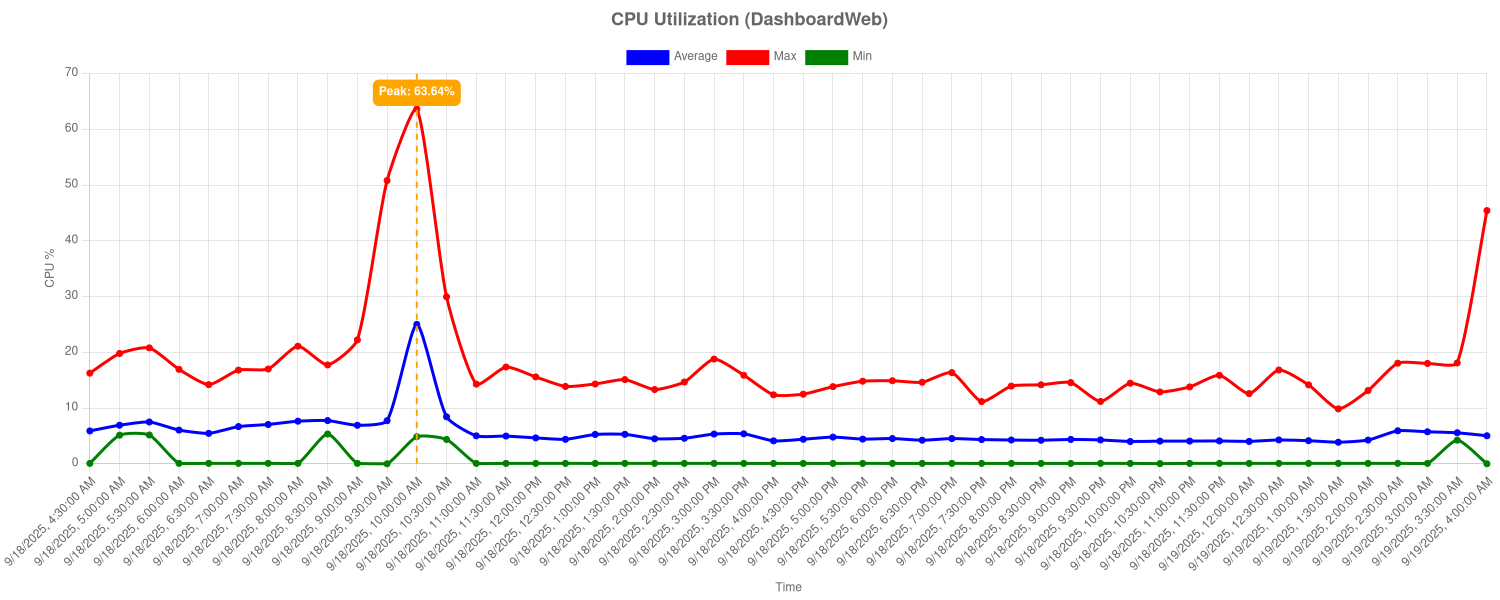 CPU Utilization (DashboardWeb)
Average Max Min
Peak: 63.64%
70
60
50
40
30
20
10
0
CPU %
9/18/2025, 4:30:00 AM
9/18/2025, 5:00:00 AM
9/18/2025, 5:30:00 AM
9/18/2025, 6:00:00 AM
9/18/2025, 6:30:00 AM
9/18/2025, 7:00:00 AM
9/18/2025, 7:30:00 AM
9/18/2025, 8:00:00 AM
9/18/2025, 8:30:00 AM
9/18/2025, 9:00:00 AM
9/18/2025, 9:30:00 AM
9/18/2025, 10:00:00 AM
9/18/2025, 10:30:00 AM
9/18/2025, 11:00:00 AM
9/18/2025, 11:30:00 AM
9/18/2025, 12:00:00 PM
9/18/2025, 12:30:00 PM
9/18/2025, 1:00:00 PM
9/18/2025, 1:30:00 PM
9/18/2025, 2:00:00 PM
9/18/2025, 2:30:00 PM
9/18/2025, 3:00:00 PM
9/18/2025, 3:30:00 PM
9/18/2025, 4:00:00 PM
9/18/2025, 4:30:00 PM
9/18/2025, 5:00:00 PM
9/18/2025, 5:30:00 PM
9/18/2025, 6:00:00 PM
9/18/2025, 6:30:00 PM
9/18/2025, 7:00:00 PM
9/18/2025, 7:30:00 PM
9/18/2025, 8:00:00 PM
9/18/2025, 8:30:00 PM
9/18/2025, 9:00:00 PM
9/18/2025, 9:30:00 PM
9/18/2025, 10:00:00 PM
9/18/2025, 10:30:00 PM
9/18/2025, 11:00:00 PM
9/18/2025, 11:30:00 PM
9/19/2025, 12:00:00 AM
9/19/2025, 12:30:00 AM
9/19/2025, 1:00:00 AM
9/19/2025, 1:30:00 AM
9/19/2025, 2:00:00 AM
9/19/2025, 2:30:00 AM
9/19/2025, 3:00:00 AM
9/19/2025, 3:30:00 AM
9/19/2025, 4:00:00 AM
Time